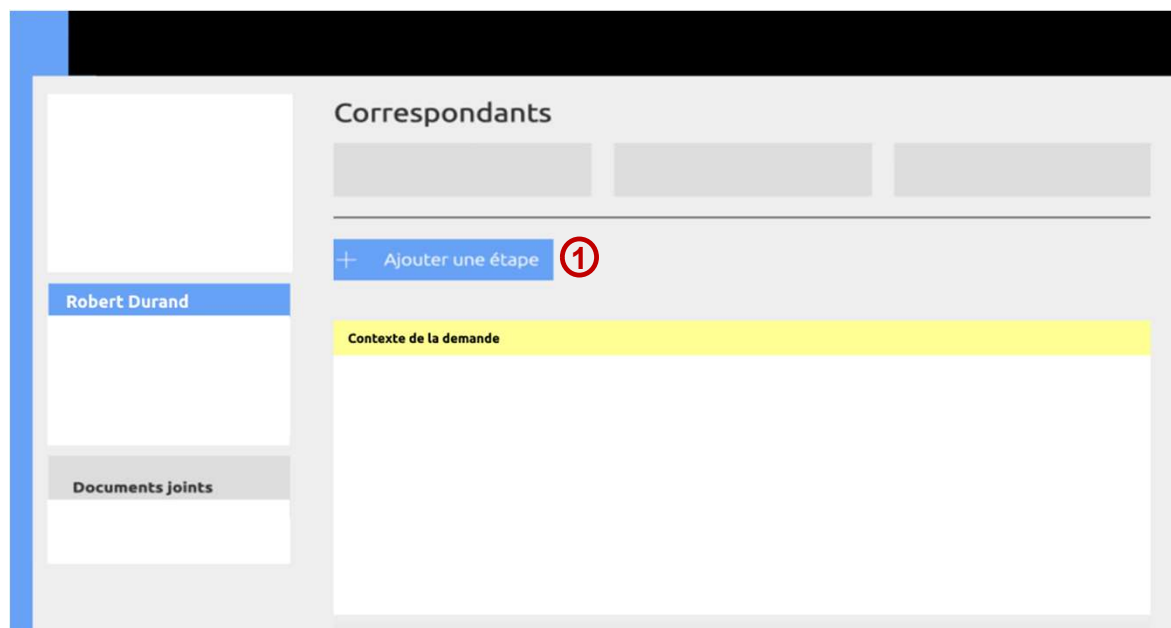 Correspondants
+ Ajouter une étape
1
Robert Durand
Contexte de la demande
Documents joints